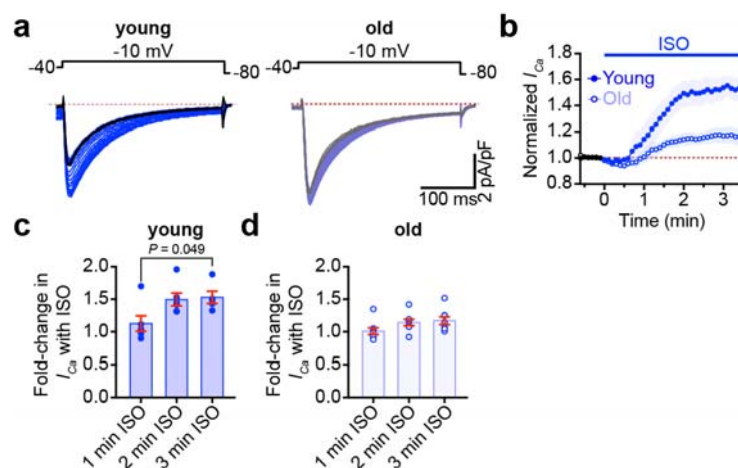 a
young
-10 mV
-40
-80
old
-10 mV
-40
-80
100 ms
2 pA/pF
b
ISO
Normalized ICa
1.8
1.6
1.4
1.2
1.0
0.8
Young
Old
0 1 2 3
Time (min)
c
young
P = 0.049
Fold-change in
ICa with ISO
2.0
1.5
1.0
0.5
0.0
1 min ISO
2 min ISO
3 min ISO
d
old
Fold-change in
ICa with ISO
2.0
1.5
1.0
0.5
0.0
1 min ISO
2 min ISO
3 min ISO